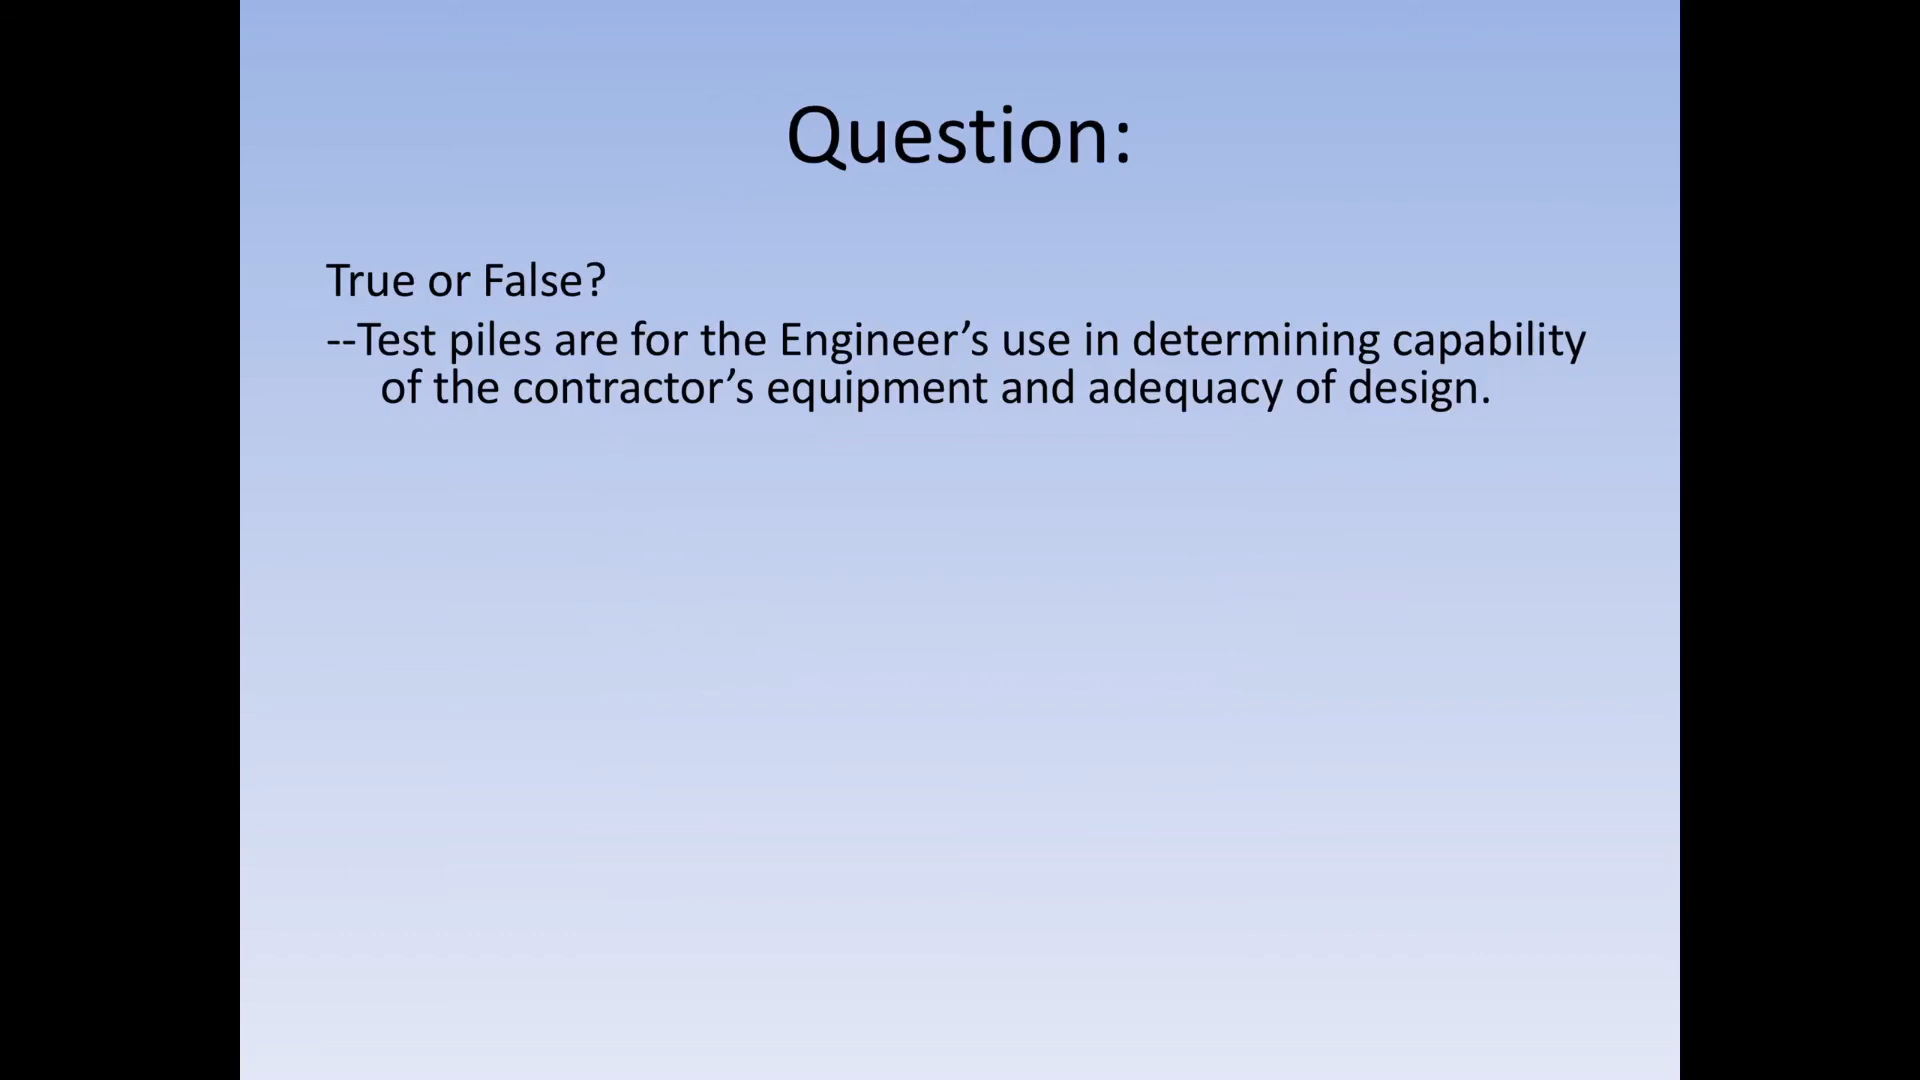 Question:
True or False?
--Test piles are for the Engineer’s use in determining capability
of the contractor’s equipment and adequacy of design.